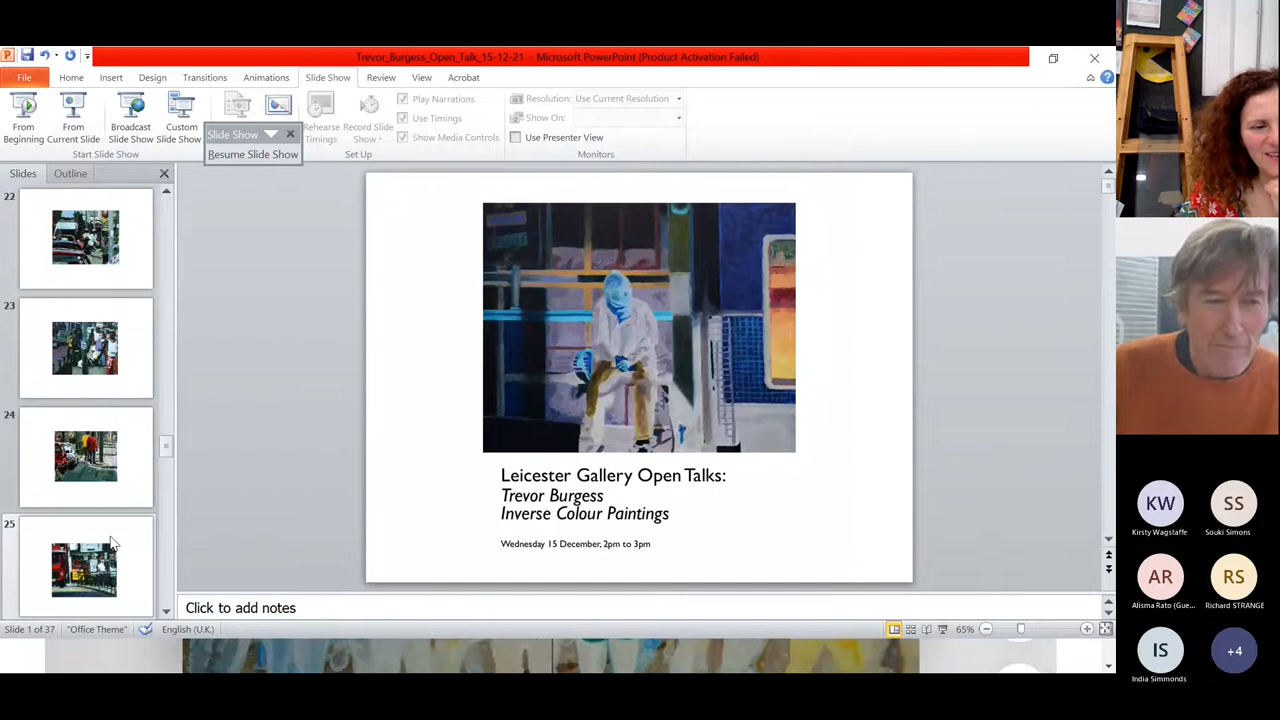 Trevor_Burgess_Open_Talk_15-12-21 - Microsoft PowerPoint (Product Activation Failed)
File Home Insert Design Transitions Animations Slide Show Review View Acrobat
From Beginning
From Current Slide
Broadcast Slide Show
Custom Slide Show
Rehearse Timings
Record Slide Show
Play Narrations
Use Timings
Show Media Controls
Resolution: Use Current Resolution
Show On:
Use Presenter View
Slide Show
Resume Slide Show
Start Slide Show
Set Up
Monitors
Slides Outline
22
23
24
25
Leicester Gallery Open Talks:
Trevor Burgess
Inverse Colour Paintings
Wednesday 15 December, 2pm to 3pm
Click to add notes
Slide 1 of 37 "Office Theme" English (U.K.) 65%
KW
Kirsty Wagstaffe
SS
Souki Simons
AR
Alisma Rato (Gue...
RS
Richard STRANGE
IS
India Simmonds
+4